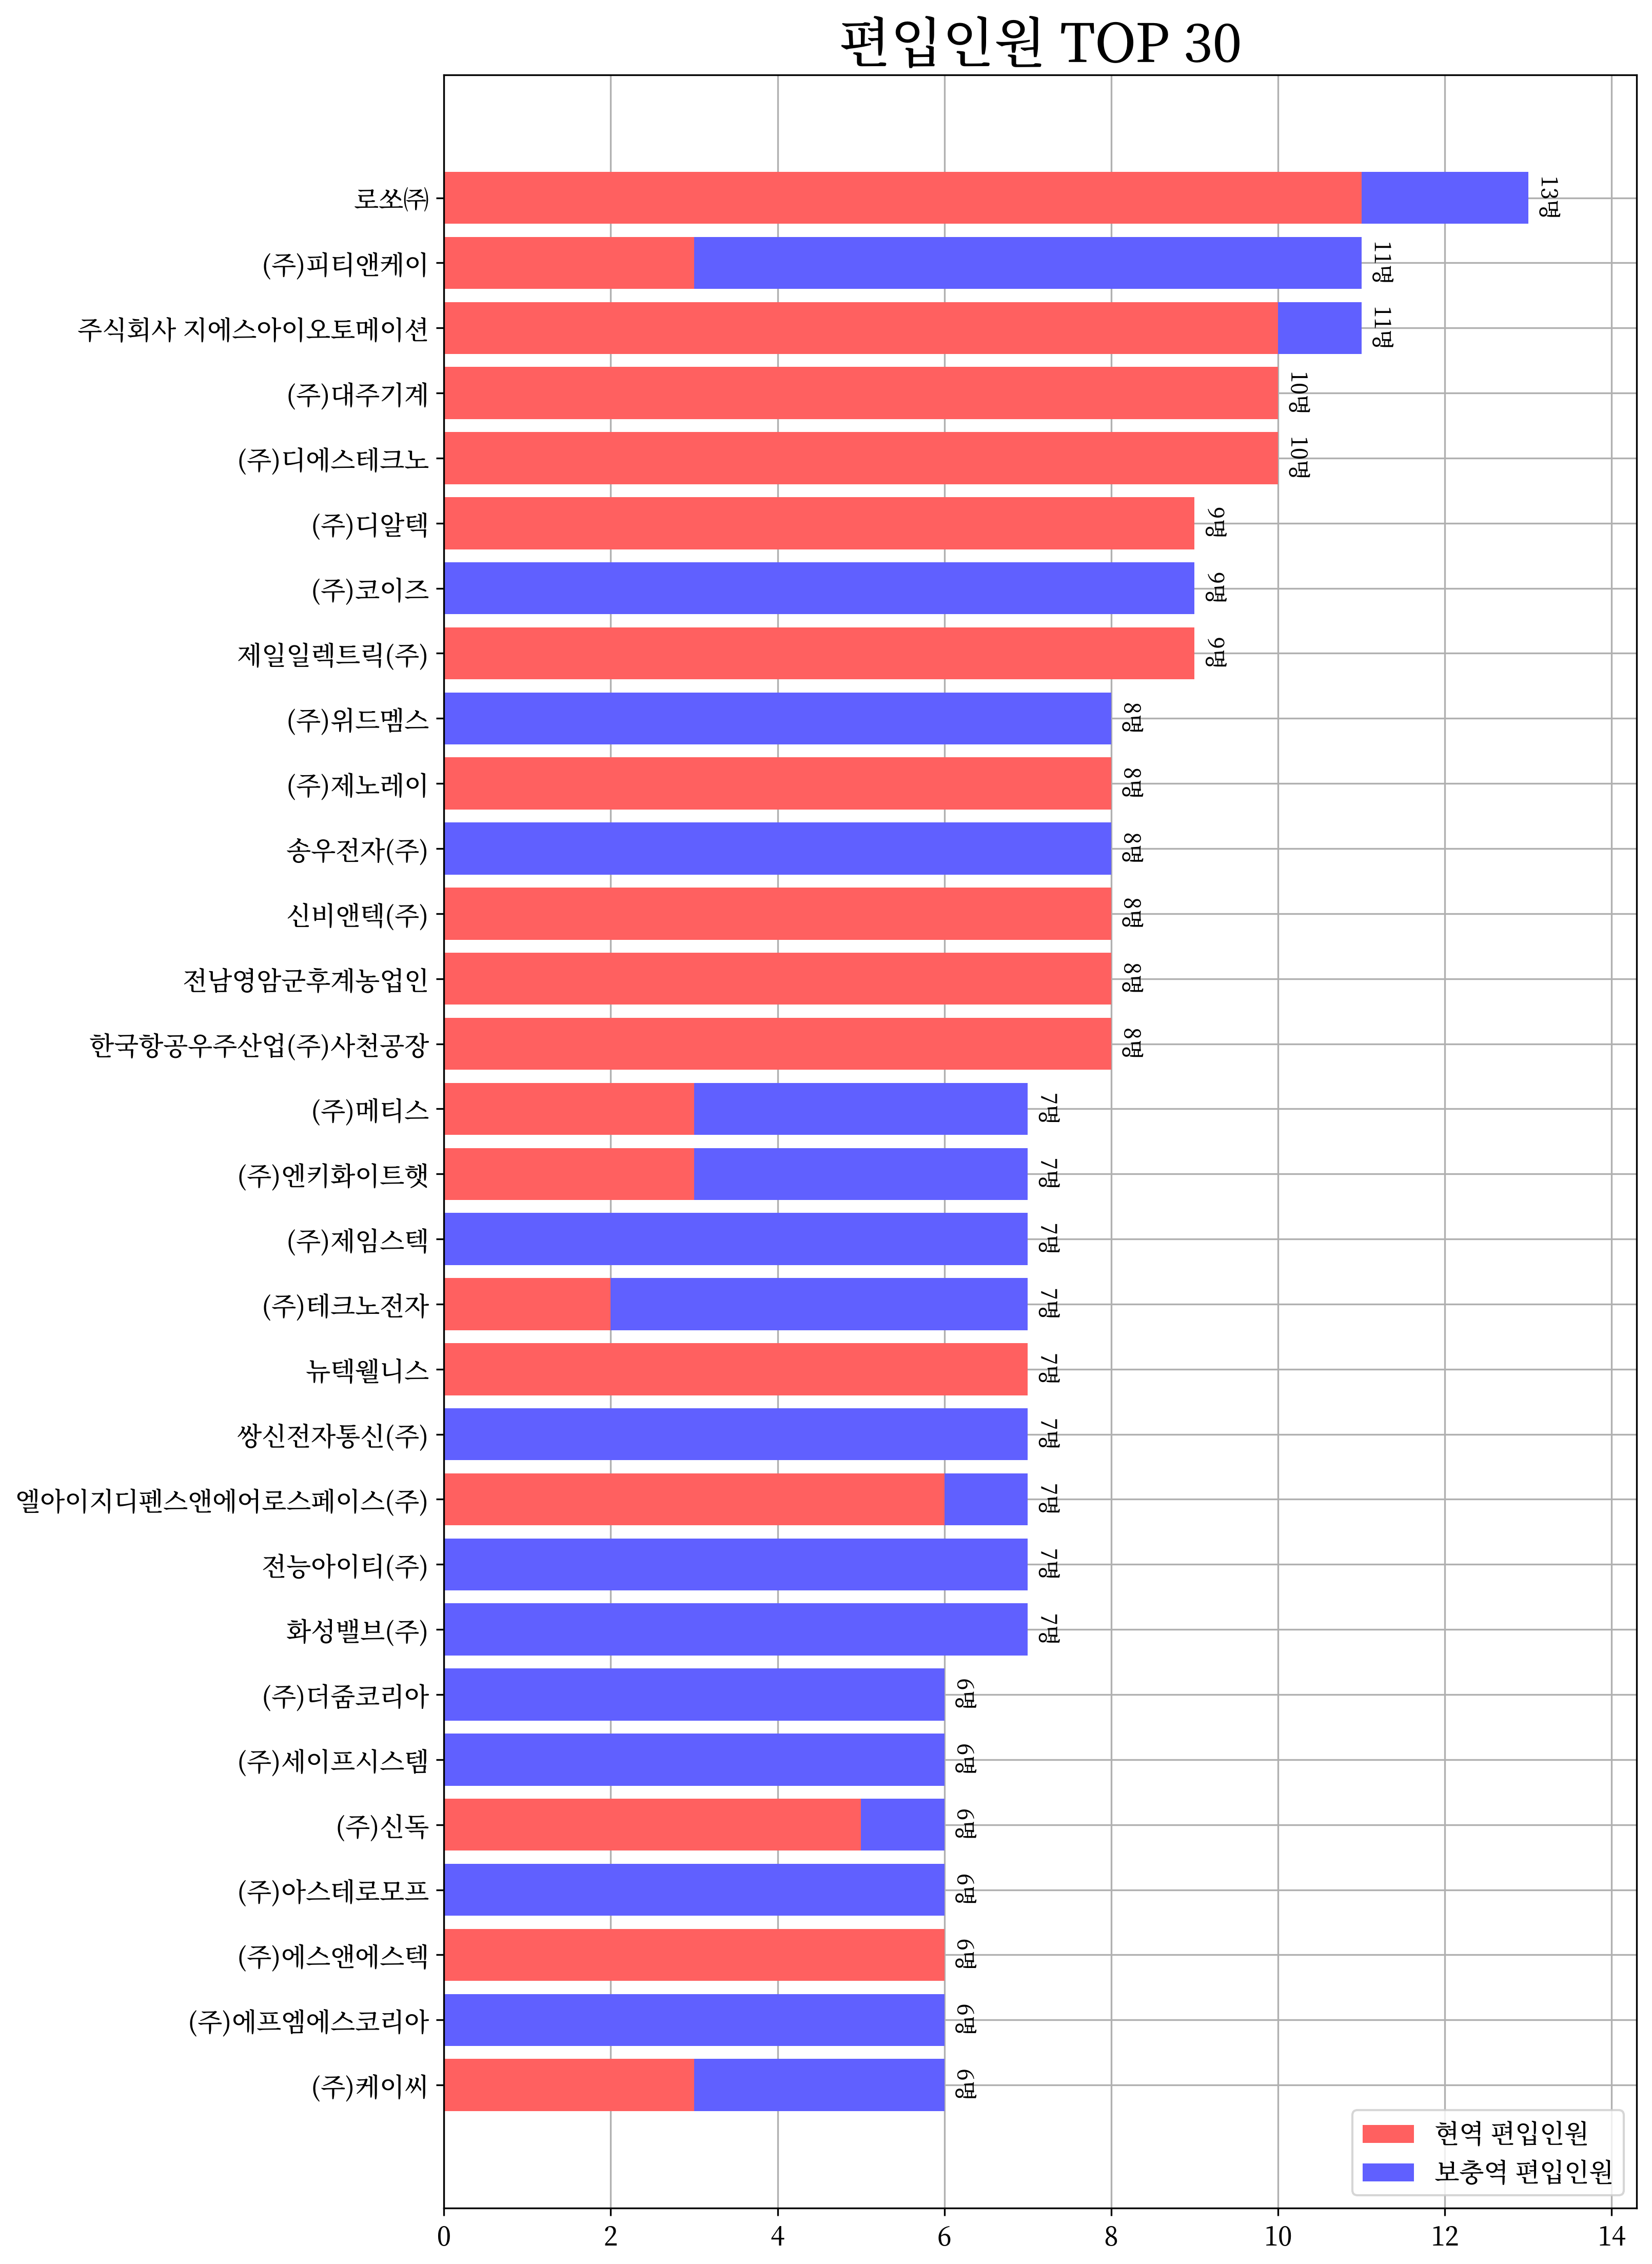 편입인원 TOP 30
로쏘㈜ 13명
(주)피티앤케이 11명
주식회사 지에스아이오토메이션 11명
(주)대주기계 10명
(주)디에스테크노 10명
(주)디알텍 9명
(주)코이즈 9명
제일일렉트릭(주) 9명
(주)위드멤스 8명
(주)제노레이 8명
송우전자(주) 8명
신비앤텍(주) 8명
전남영암군후계농업인 8명
한국항공우주산업(주)사천공장 8명
(주)메티스 7명
(주)엔키화이트햇 7명
(주)제임스텍 7명
(주)테크노전자 7명
뉴텍웰니스 7명
쌍신전자통신(주) 7명
엘아이지디펜스앤에어로스페이스(주) 7명
전능아이티(주) 7명
화성밸브(주) 7명
(주)더줌코리아 6명
(주)세이프시스템 6명
(주)신독 6명
(주)아스테로모프 6명
(주)에스앤에스텍 6명
(주)에프엠에스코리아 6명
(주)케이씨 6명
현역 편입인원
보충역 편입인원
0 2 4 6 8 10 12 14